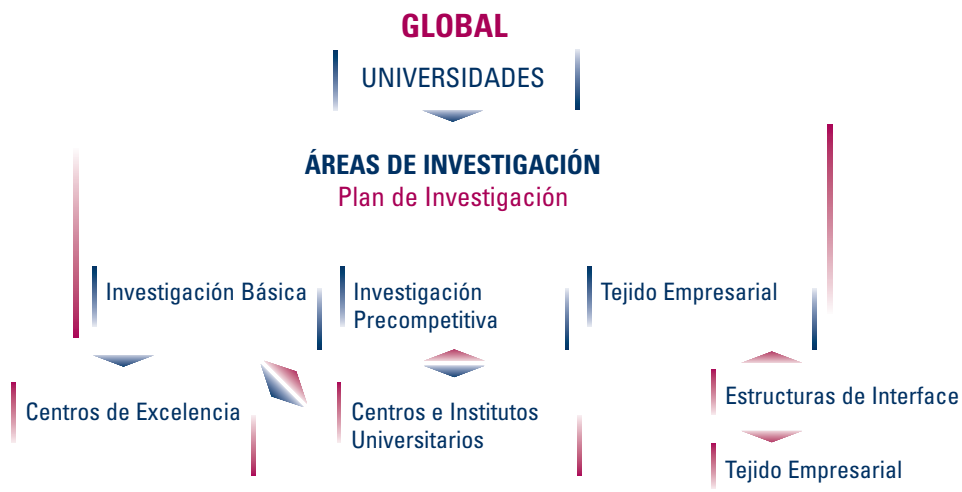 GLOBAL
UNIVERSIDADES
ÁREAS DE INVESTIGACIÓN
Plan de Investigación
Investigación Básica
Investigación
Precompetitiva
Tejido Empresarial
Centros de Excelencia
Centros e Institutos
Universitarios
Estructuras de Interface
Tejido Empresarial